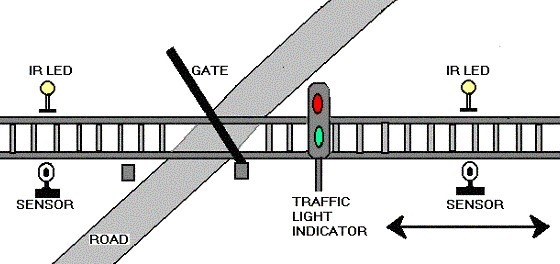 IR LED
GATE
IR LED
SENSOR
TRAFFIC
LIGHT
INDICATOR
SENSOR
ROAD